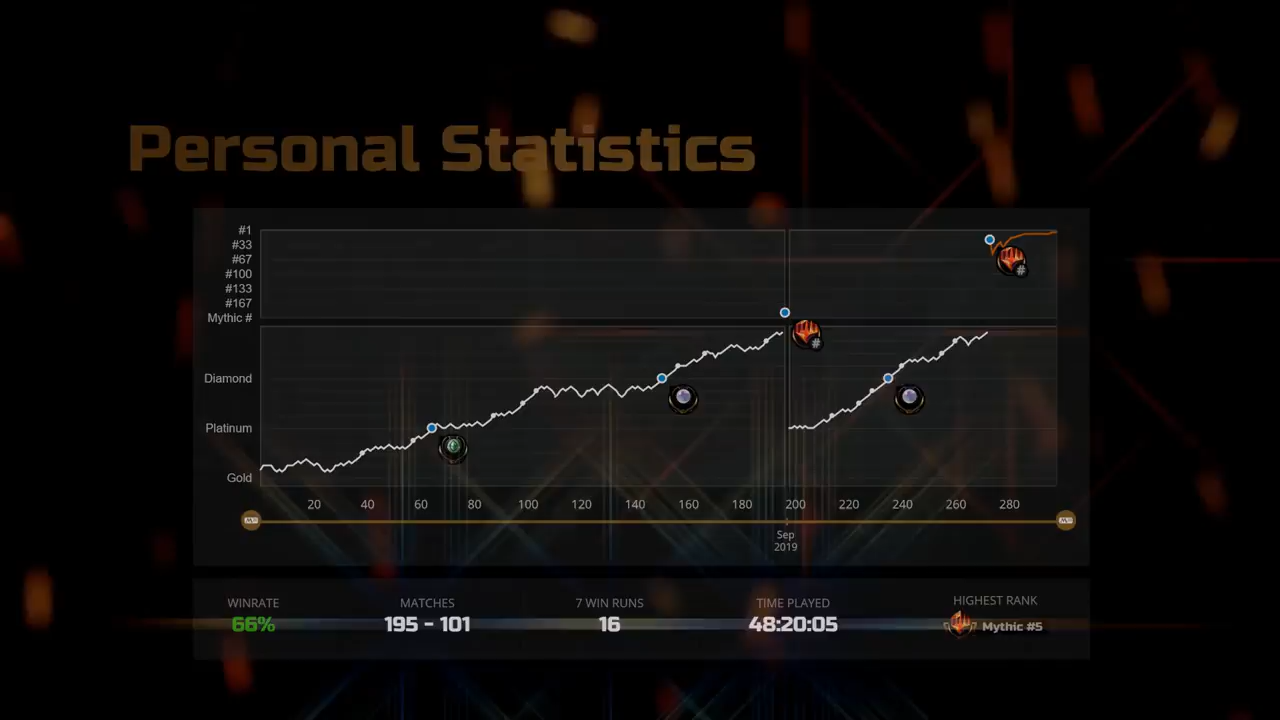 Personal Statistics
#1
#33
#67
#100
#133
#167
Mythic #
Diamond
Platinum
Gold
#
#
20 40 60 80 100 120 140 160 180 200 220 240 260 280
Sep
2019
WINRATE MATCHES 7 WIN RUNS TIME PLAYED HIGHEST RANK
66% 195 - 101 16 48:20:05 Mythic #5